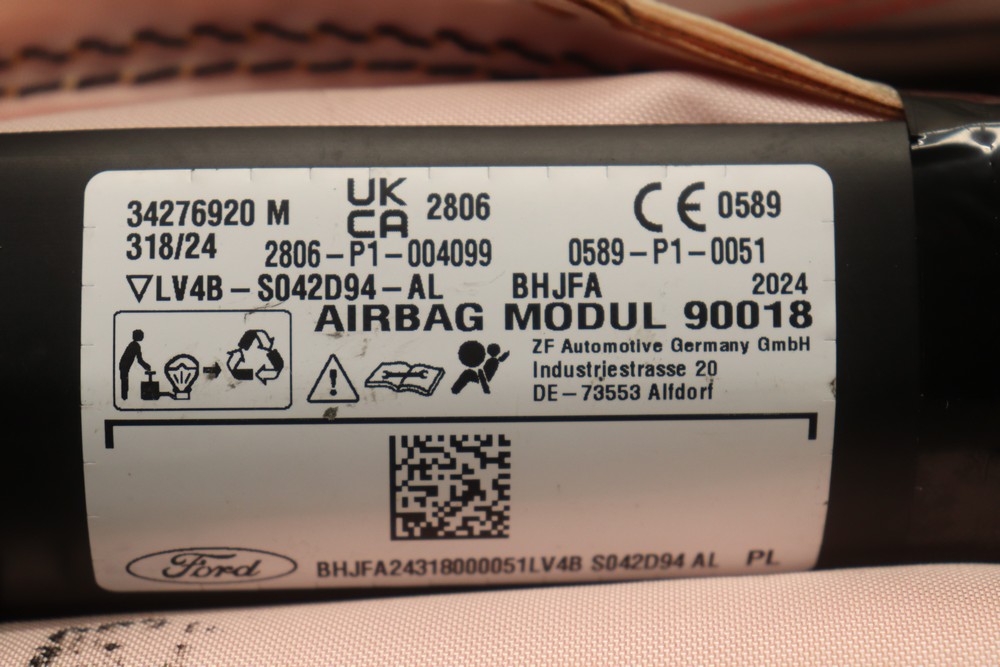 34276920 M
UK
CA
2806
CE 0589
318/24
2806-P1-004099
0589-P1-0051
▽LV4B-S042D94-AL
BHJFA
2024
AIRBAG MODUL 90018
ZF Automotive Germany GmbH
Industriestrasse 20
DE-73553 Alfdorf
Ford
BHJFA24318000051LV4B S042D94 AL PL